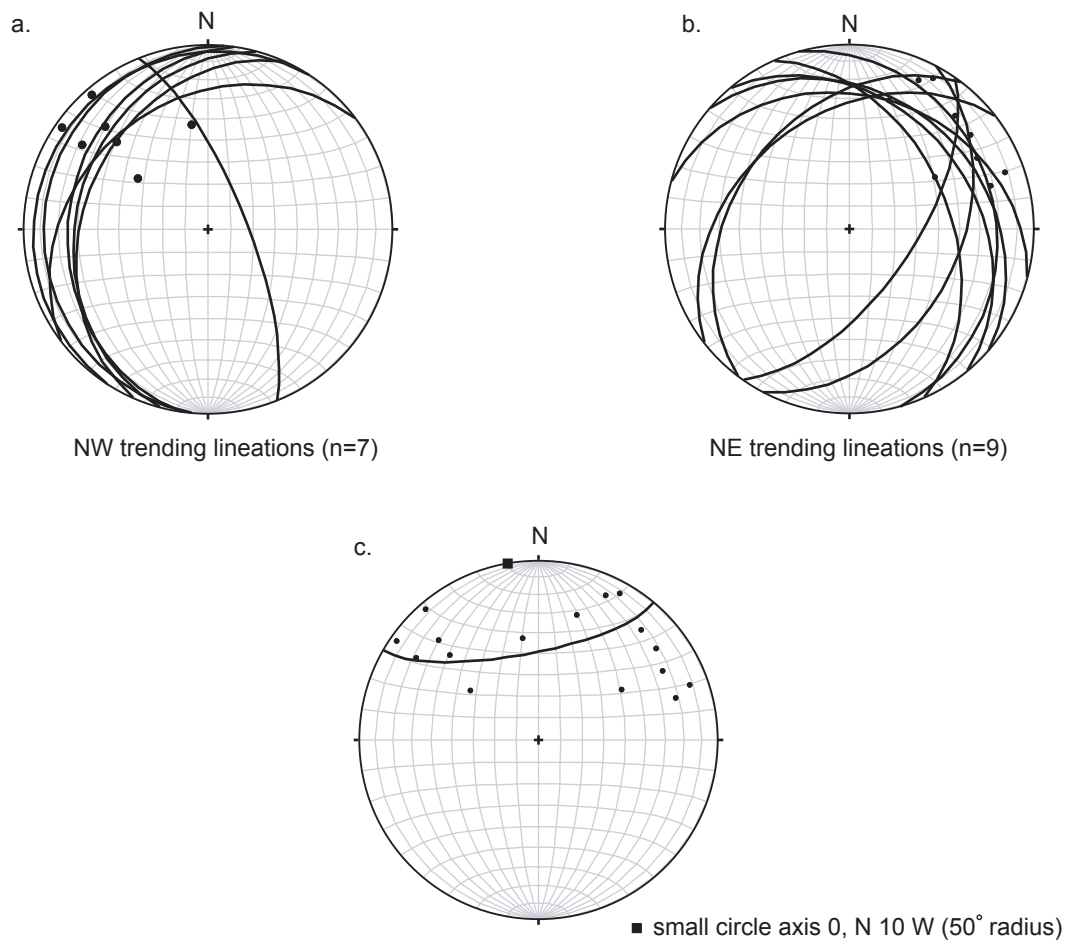 a.
N
NW trending lineations (n=7)
b.
N
NE trending lineations (n=9)
c.
N
■ small circle axis 0, N 10 W (50° radius)